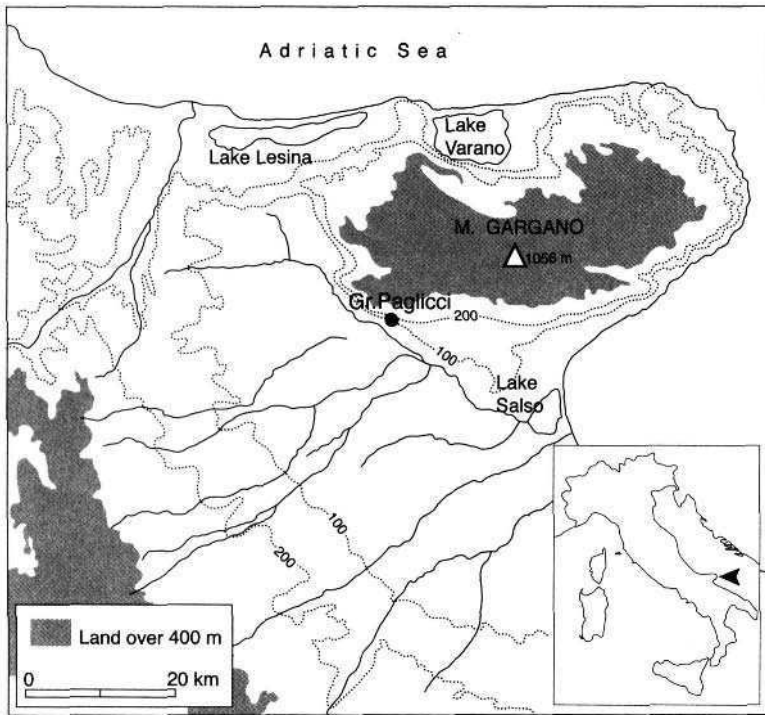 Adriatic Sea
Lake Lesina
Lake
Varano
M. GARGANO
1056 m
Gr.Paglicci
200
100
Lake
Salso
100
200
Land over 400 m
0 20 km